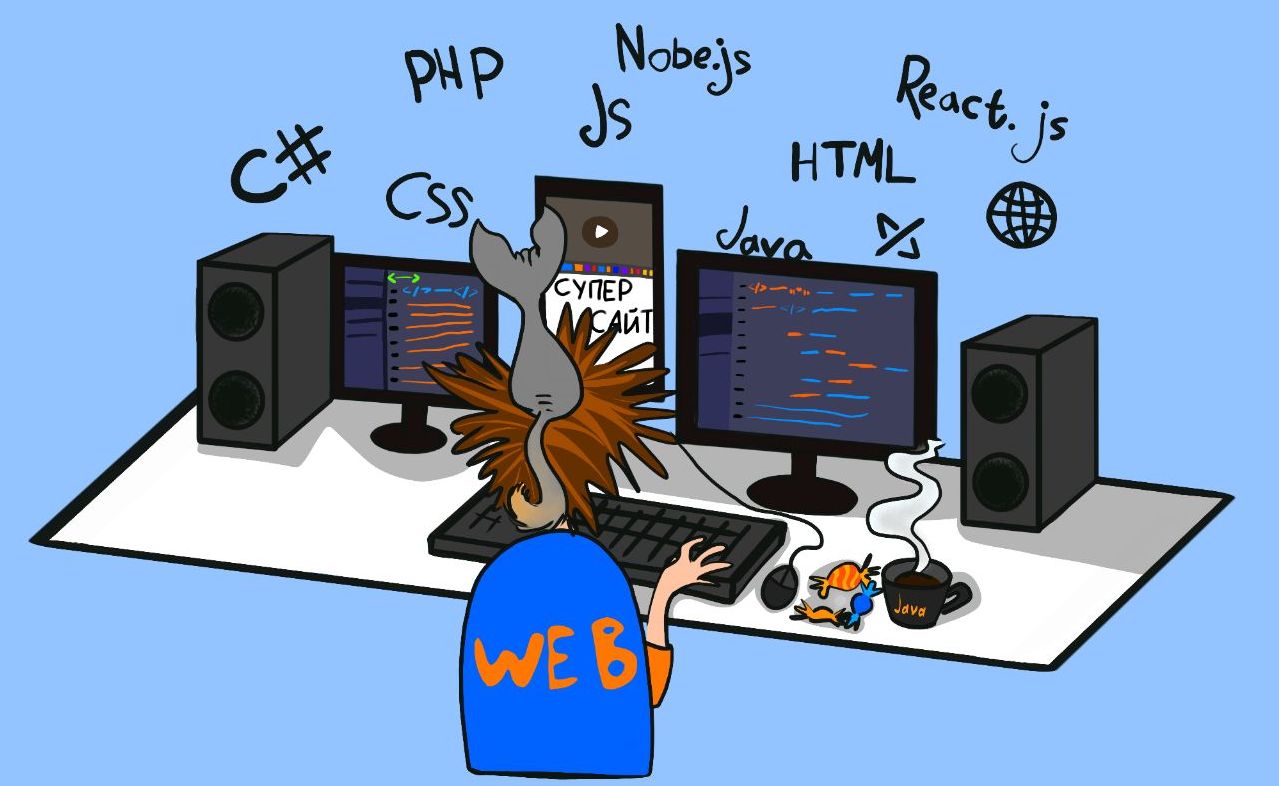 PHP
Nobe.js
React.js
C#
JS
HTML
CSS
Java
</>
СУПЕР
САЙТ
</>
</>
Java
WEB